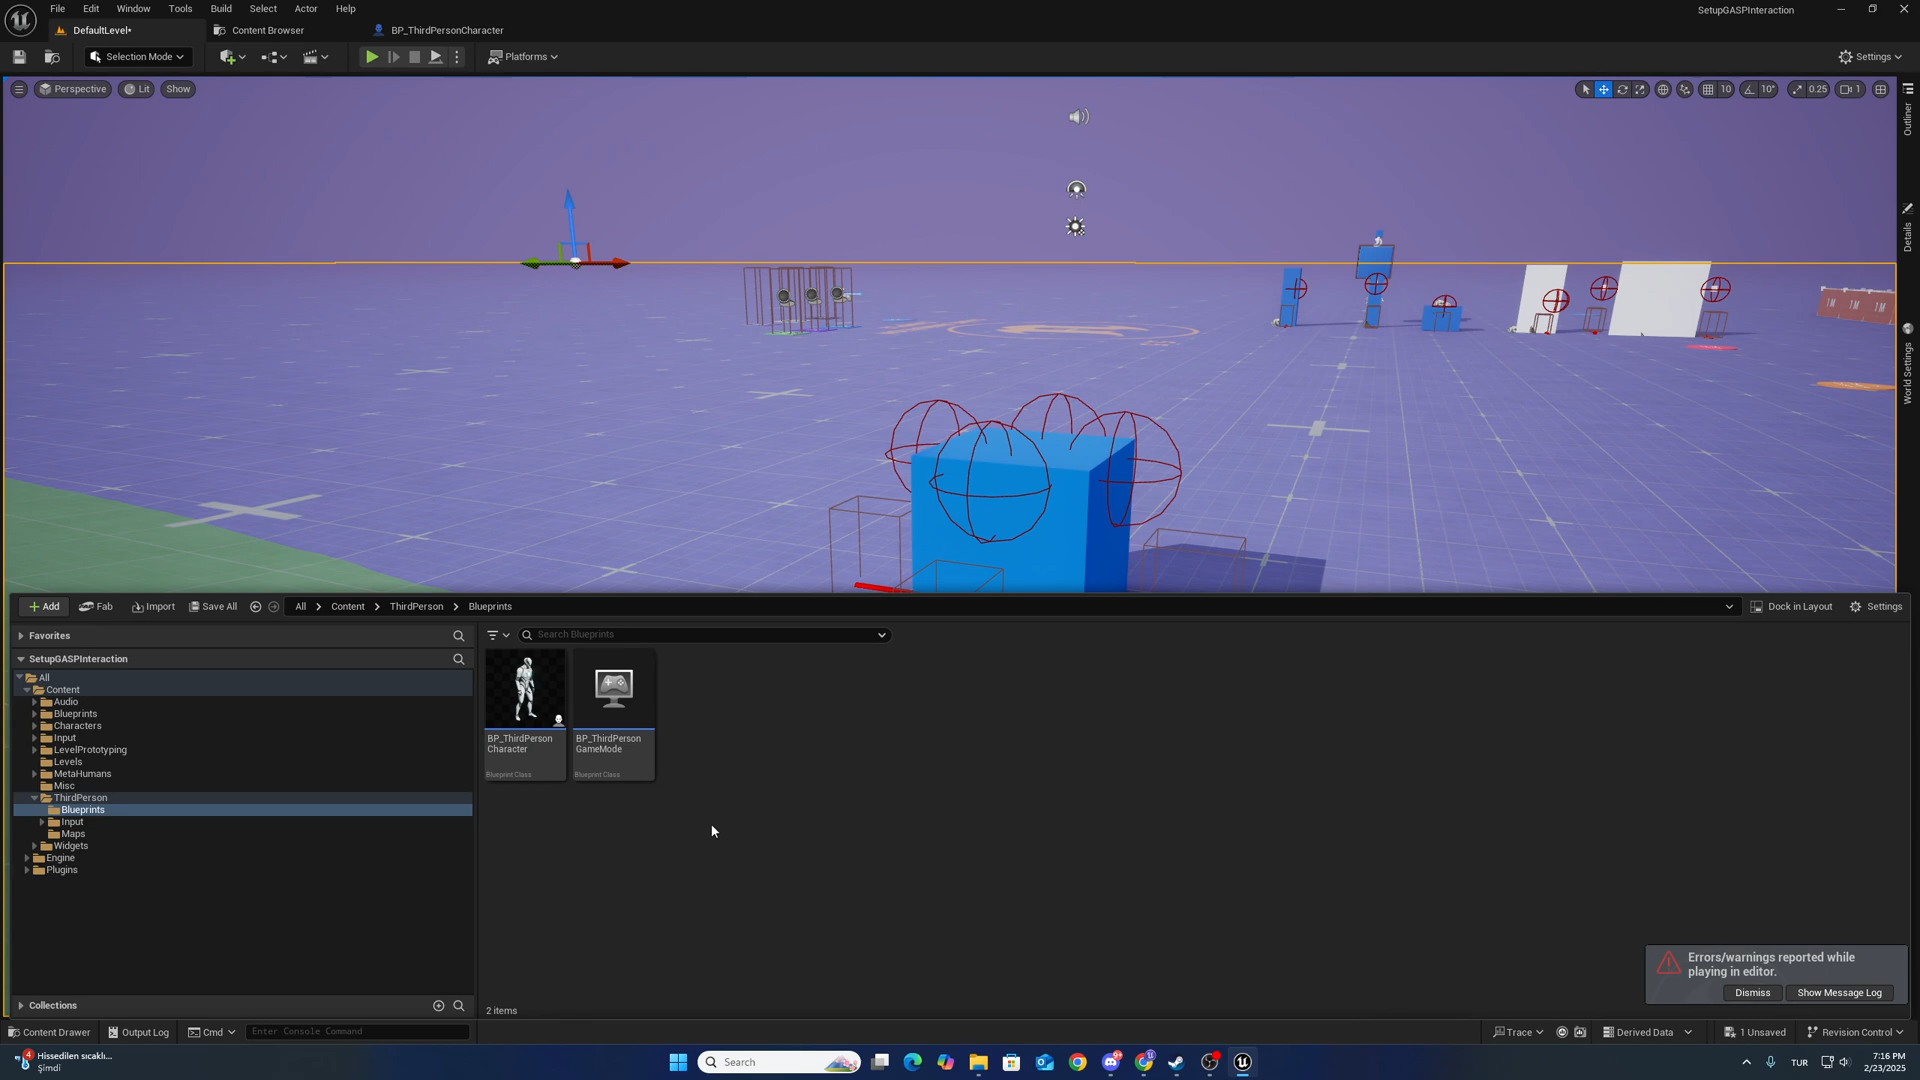 File Edit Window Tools Build Select Actor Help
SetupGASPInteraction
DefaultLevel•
Content Browser
BP_ThirdPersonCharacter
Selection Mode
Platforms
Settings
Perspective
Lit
Show
10
10°
0.25
1
Outliner
Details
World Settings
1M 1M 1M
Add
Fab
Import
Save All
All
Content
ThirdPerson
Blueprints
Dock in Layout
Settings
Favorites
Search Blueprints
SetupGASPInteraction
All
Content
Audio
Blueprints
Characters
Input
LevelPrototyping
Levels
MetaHumans
Misc
ThirdPerson
Blueprints
Input
Maps
Widgets
Engine
Plugins
BP_ThirdPerson
Character
Blueprint Class
BP_ThirdPerson
GameMode
Blueprint Class
Errors/warnings reported while
playing in editor.
Dismiss
Show Message Log
Collections
2 items
Content Drawer
Output Log
Cmd
Enter Console Command
Trace
Derived Data
1 Unsaved
Revision Control
4
Hissedilen sıcaklı...
Şimdi
Search
TUR
7:16 PM
2/23/2025